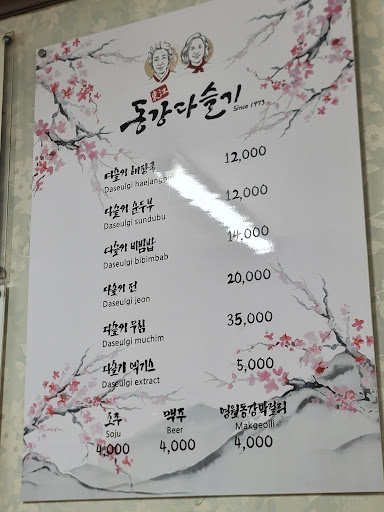 동강다슬기
Since 1973
다슬기 해장국 12,000
Daseulgi haejangguk
다슬기 순두부 12,000
Daseulgi sundubu
다슬기 비빔밥 14,000
Daseulgi bibimbab
다슬기 전 20,000
Daseulgi jeon
다슬기 무침 35,000
Daseulgi muchim
다슬기 엑기스 5,000
Daseulgi extract
소주 맥주 영월동강막걸리
Soju Beer Makgeolli
4,000 4,000 4,000